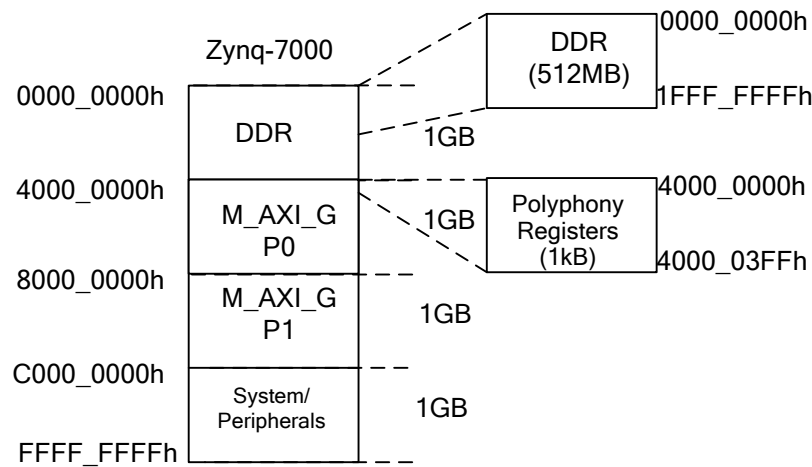 Zynq-7000
0000_0000h
DDR
1GB
4000_0000h
M_AXI_G
P0
1GB
8000_0000h
M_AXI_G
P1
1GB
C000_0000h
System/
Peripherals
1GB
FFFF_FFFFh
0000_0000h
DDR
(512MB)
1FFF_FFFFh
4000_0000h
Polyphony
Registers
(1kB)
4000_03FFh